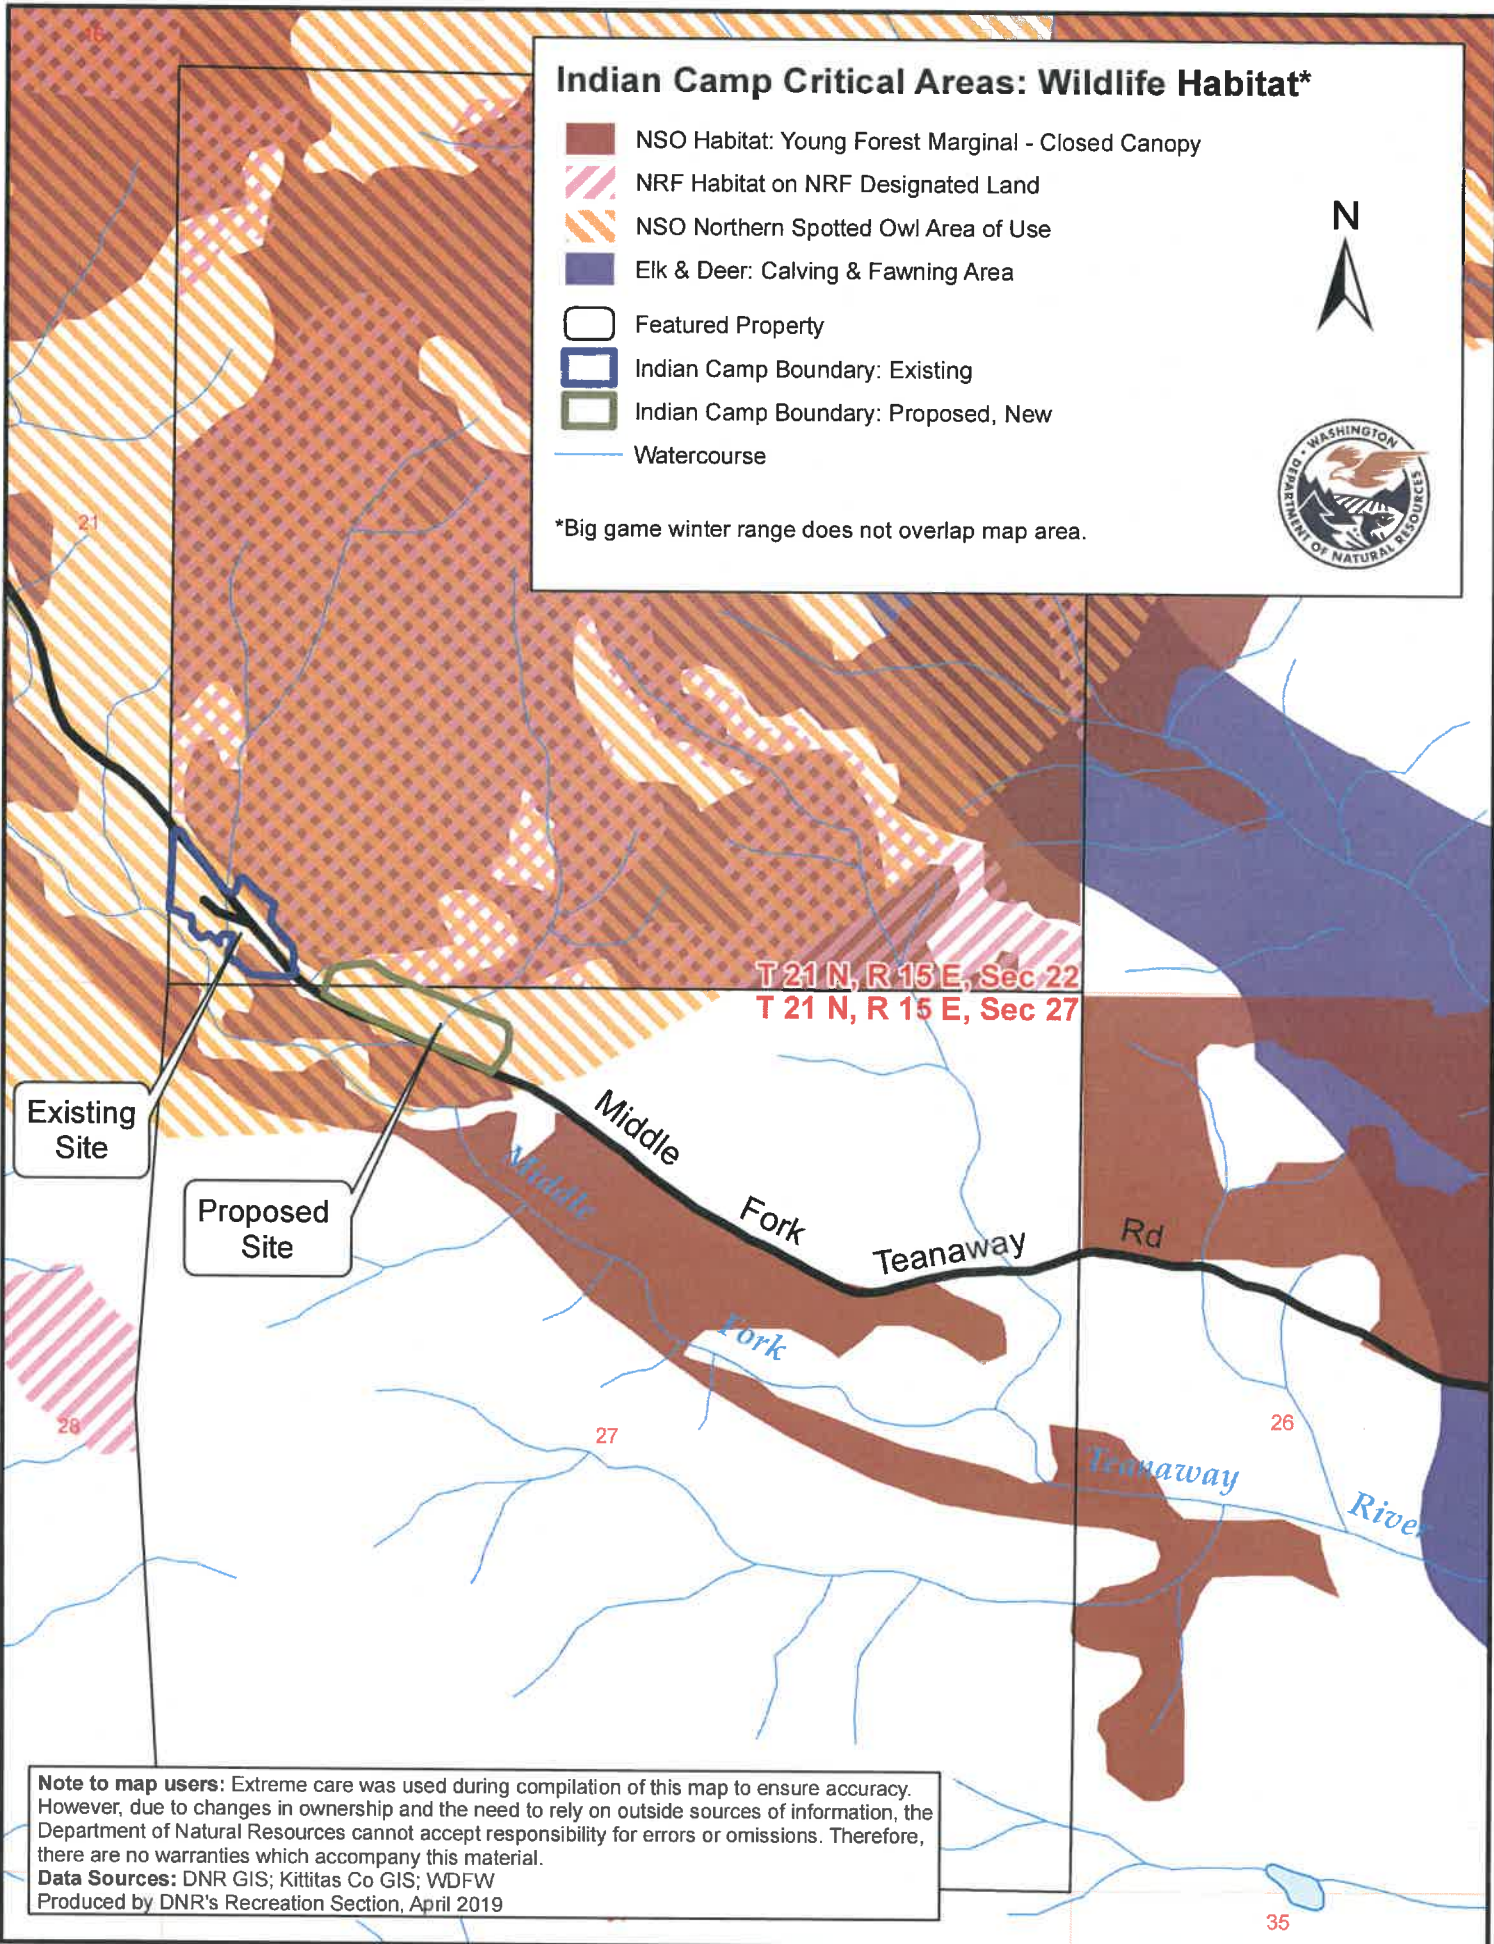 16
Indian Camp Critical Areas: Wildlife Habitat*
NSO Habitat: Young Forest Marginal - Closed Canopy
NRF Habitat on NRF Designated Land
NSO Northern Spotted Owl Area of Use
Elk & Deer: Calving & Fawning Area
Featured Property
Indian Camp Boundary: Existing
Indian Camp Boundary: Proposed, New
Watercourse
*Big game winter range does not overlap map area.
N
WASHINGTON
DEPARTMENT OF NATURAL RESOURCES
21
T 21 N, R 15 E, Sec 22
T 21 N, R 15 E, Sec 27
Existing
Site
Proposed
Site
Middle
Fork
Teanaway
Rd
Middle
Fork
Teanaway
River
28
27
26
35
Note to map users: Extreme care was used during compilation of this map to ensure accuracy.
However, due to changes in ownership and the need to rely on outside sources of information, the
Department of Natural Resources cannot accept responsibility for errors or omissions. Therefore,
there are no warranties which accompany this material.
Data Sources: DNR GIS; Kittitas Co GIS; WDFW
Produced by DNR's Recreation Section, April 2019